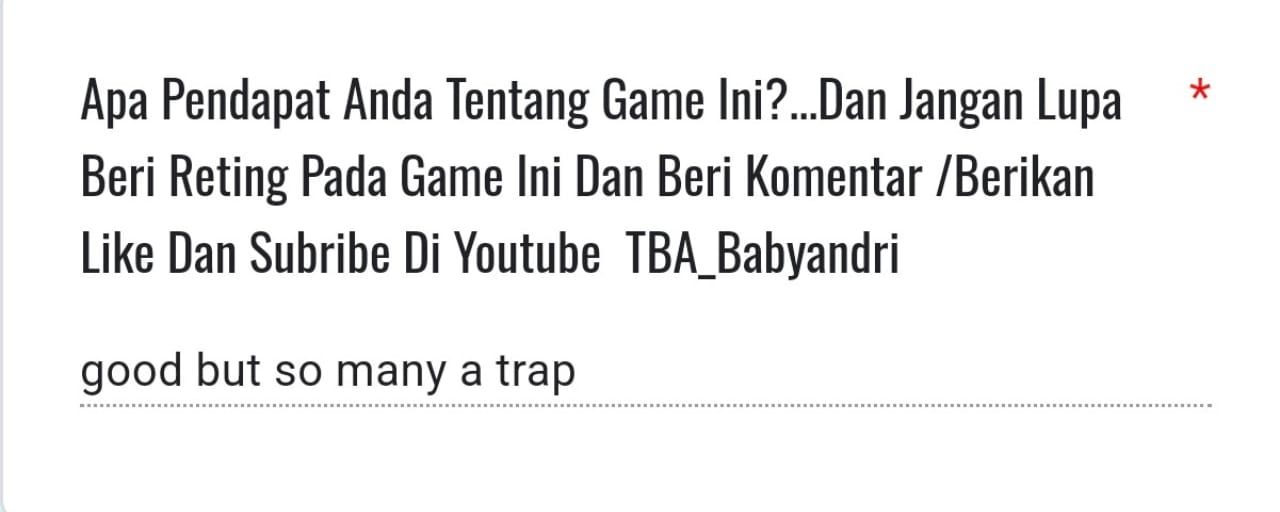 Apa Pendapat Anda Tentang Game Ini?...Dan Jangan Lupa *
Beri Reting Pada Game Ini Dan Beri Komentar /Berikan
Like Dan Subribe Di Youtube  TBA_Babyandri
good but so many a trap